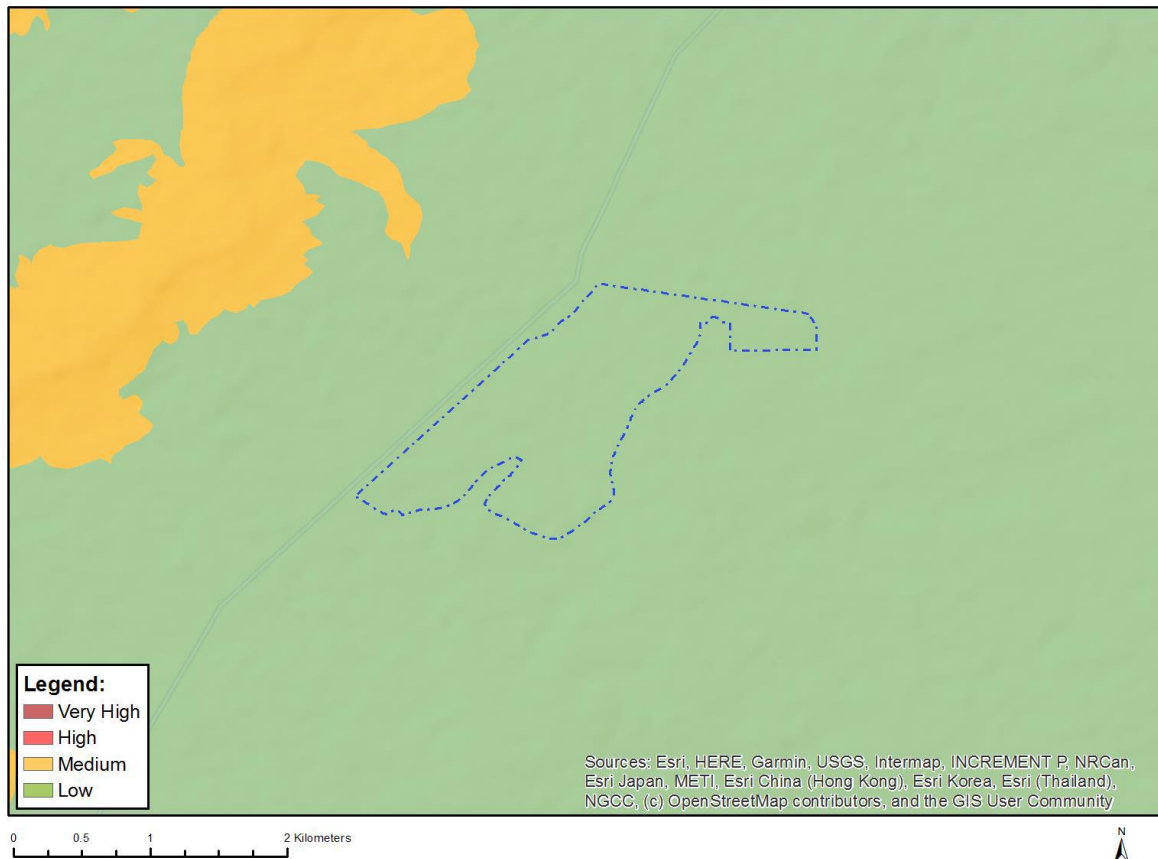 Legend:
Very High
High
Medium
Low
Sources: Esri, HERE, Garmin, USGS, Intermap, INCREMENT P, NRCan,
Esri Japan, METI, Esri China (Hong Kong), Esri Korea, Esri (Thailand),
NGCC, (c) OpenStreetMap contributors, and the GIS User Community
0 0.5 1 2 Kilometers
N